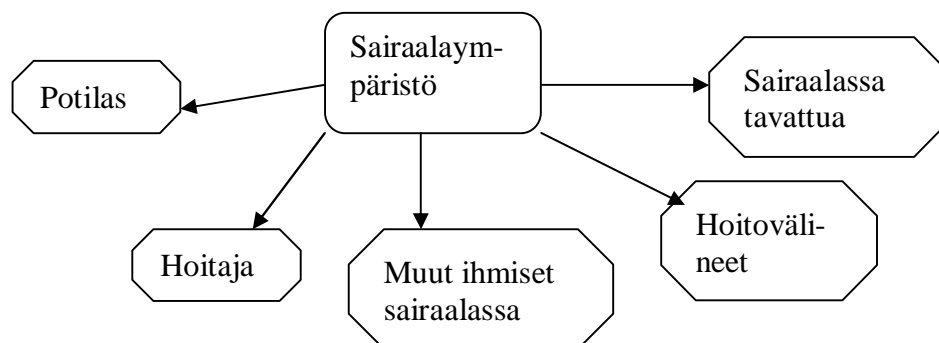 Sairaalaym-
päristö
Potilas
Sairaalassa
tavattua
Hoitaja
Muut ihmiset
sairaalassa
Hoitoväli-
neet